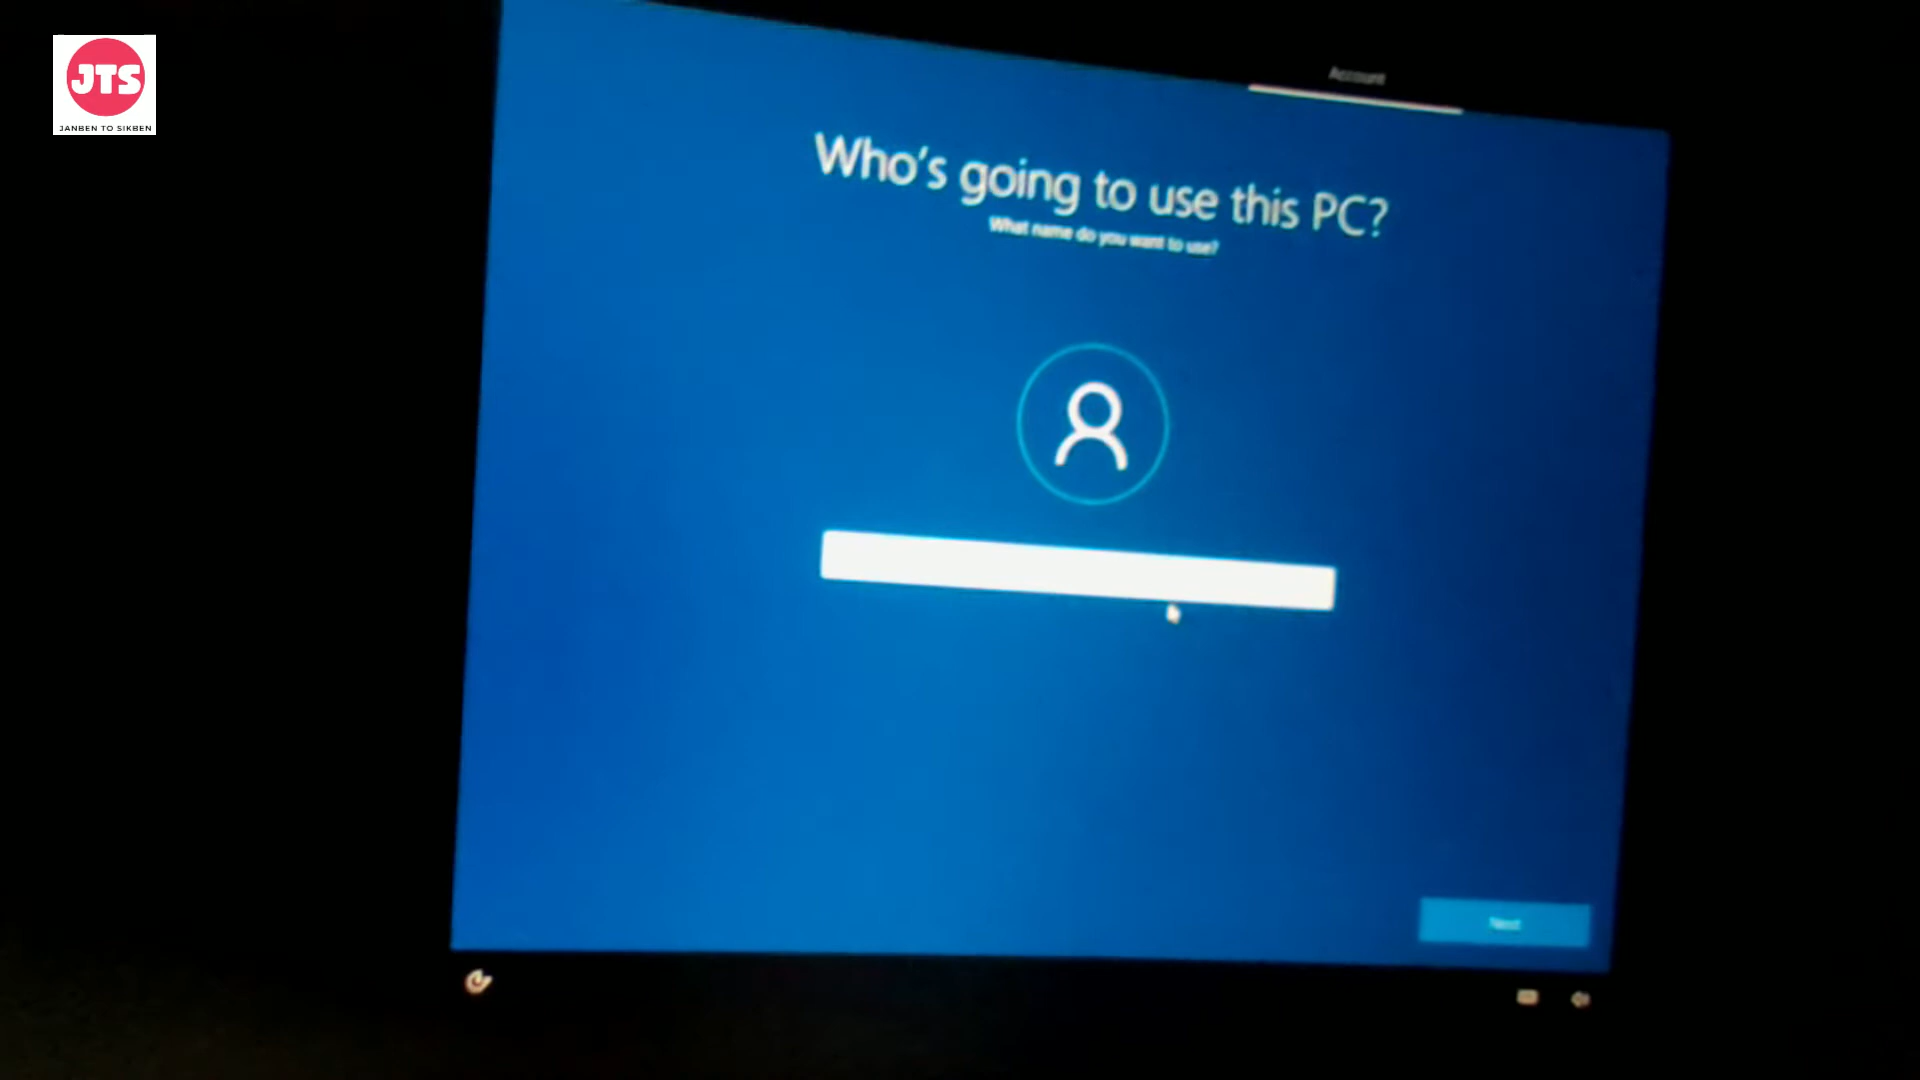 JTS
JANBEN TO SIKBEN
Account
Who's going to use this PC?
What name do you want to use?
Next